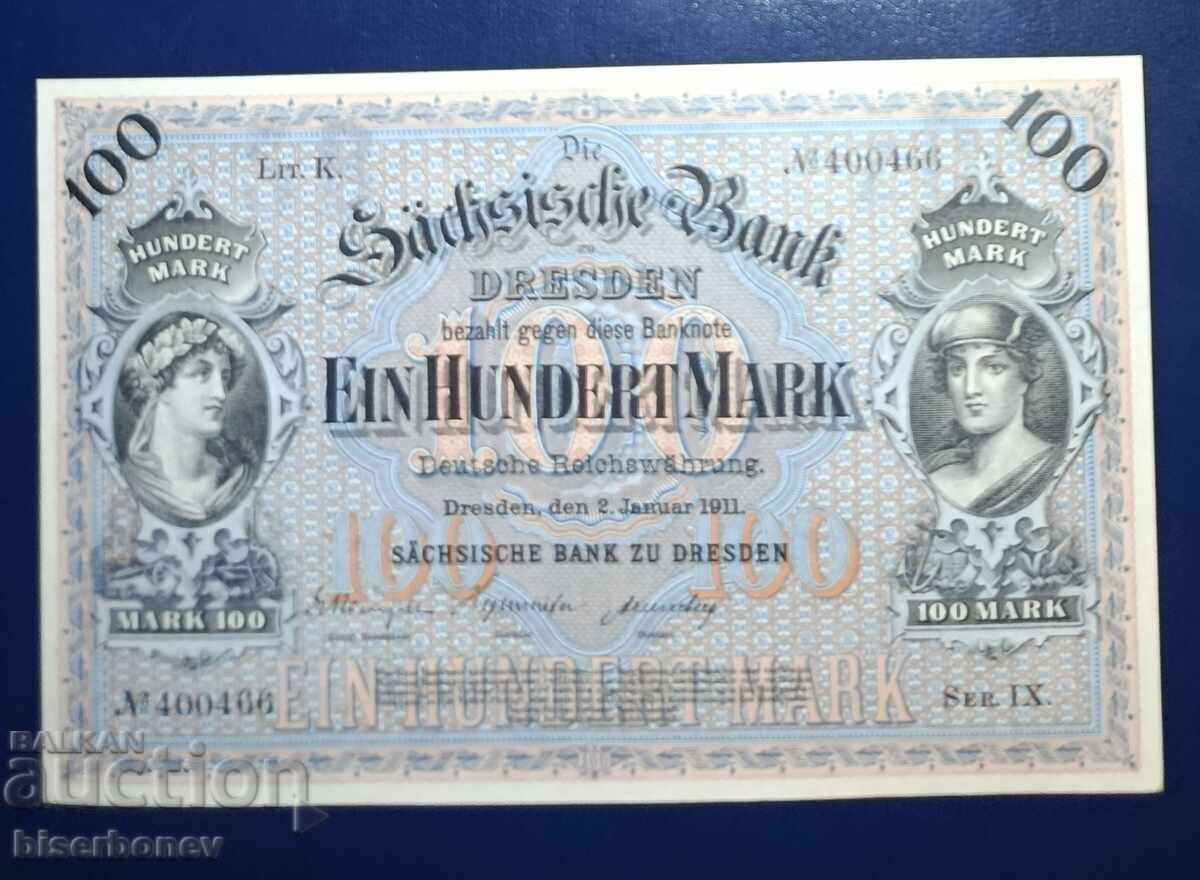 100
100
LIT. K.
Die
№ 400466
HUNDERT
MARK
Sächsische Bank
HUNDERT
MARK
ZU
DRESDEN
bezahlt gegen diese Banknote
100
EIN HUNDERT MARK
Deutsche Reichswährung.
Dresden, den 2. Januar 1911.
100
100
SÄCHSISCHE BANK ZU DRESDEN
MARK 100
100 MARK
EIN HUNDERT MARK
№ 400466
SER. IX.
BALKAN
auction
biserbonev